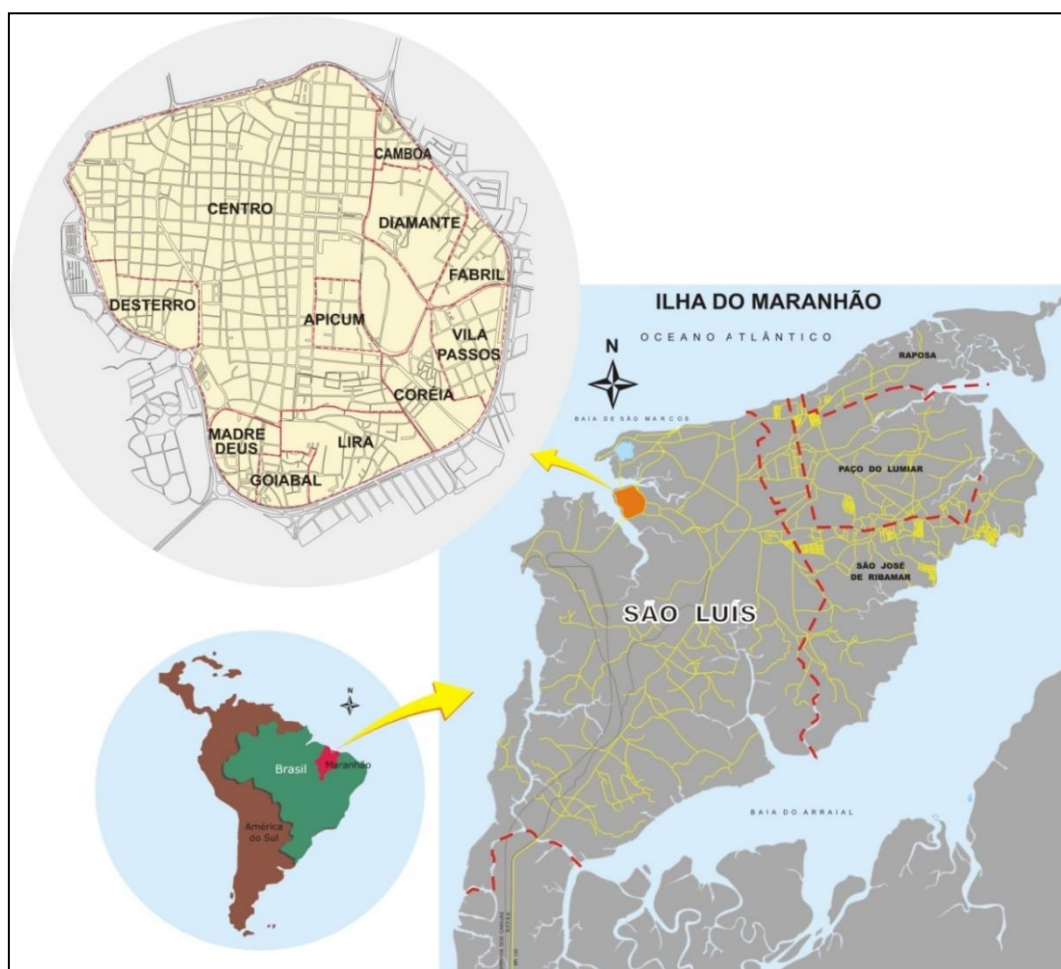 CAMBOA
CENTRO
DIAMANTE
FABRIL
DESTERRO
APICUM
VILA
PASSOS
CORÉIA
MADRE
DEUS
LIRA
GOIABAL
ILHA DO MARANHÃO
OCEANO ATLÂNTICO
N
RAPOSA
BAIA DE SÃO MARCOS
PAÇO DO LUMIAR
SÃO JOSÉ
DE RIBAMAR
SÃO LUÍS
N
Brasil
Maranhão
América
do Sul
BAIA DO ARRAIAL